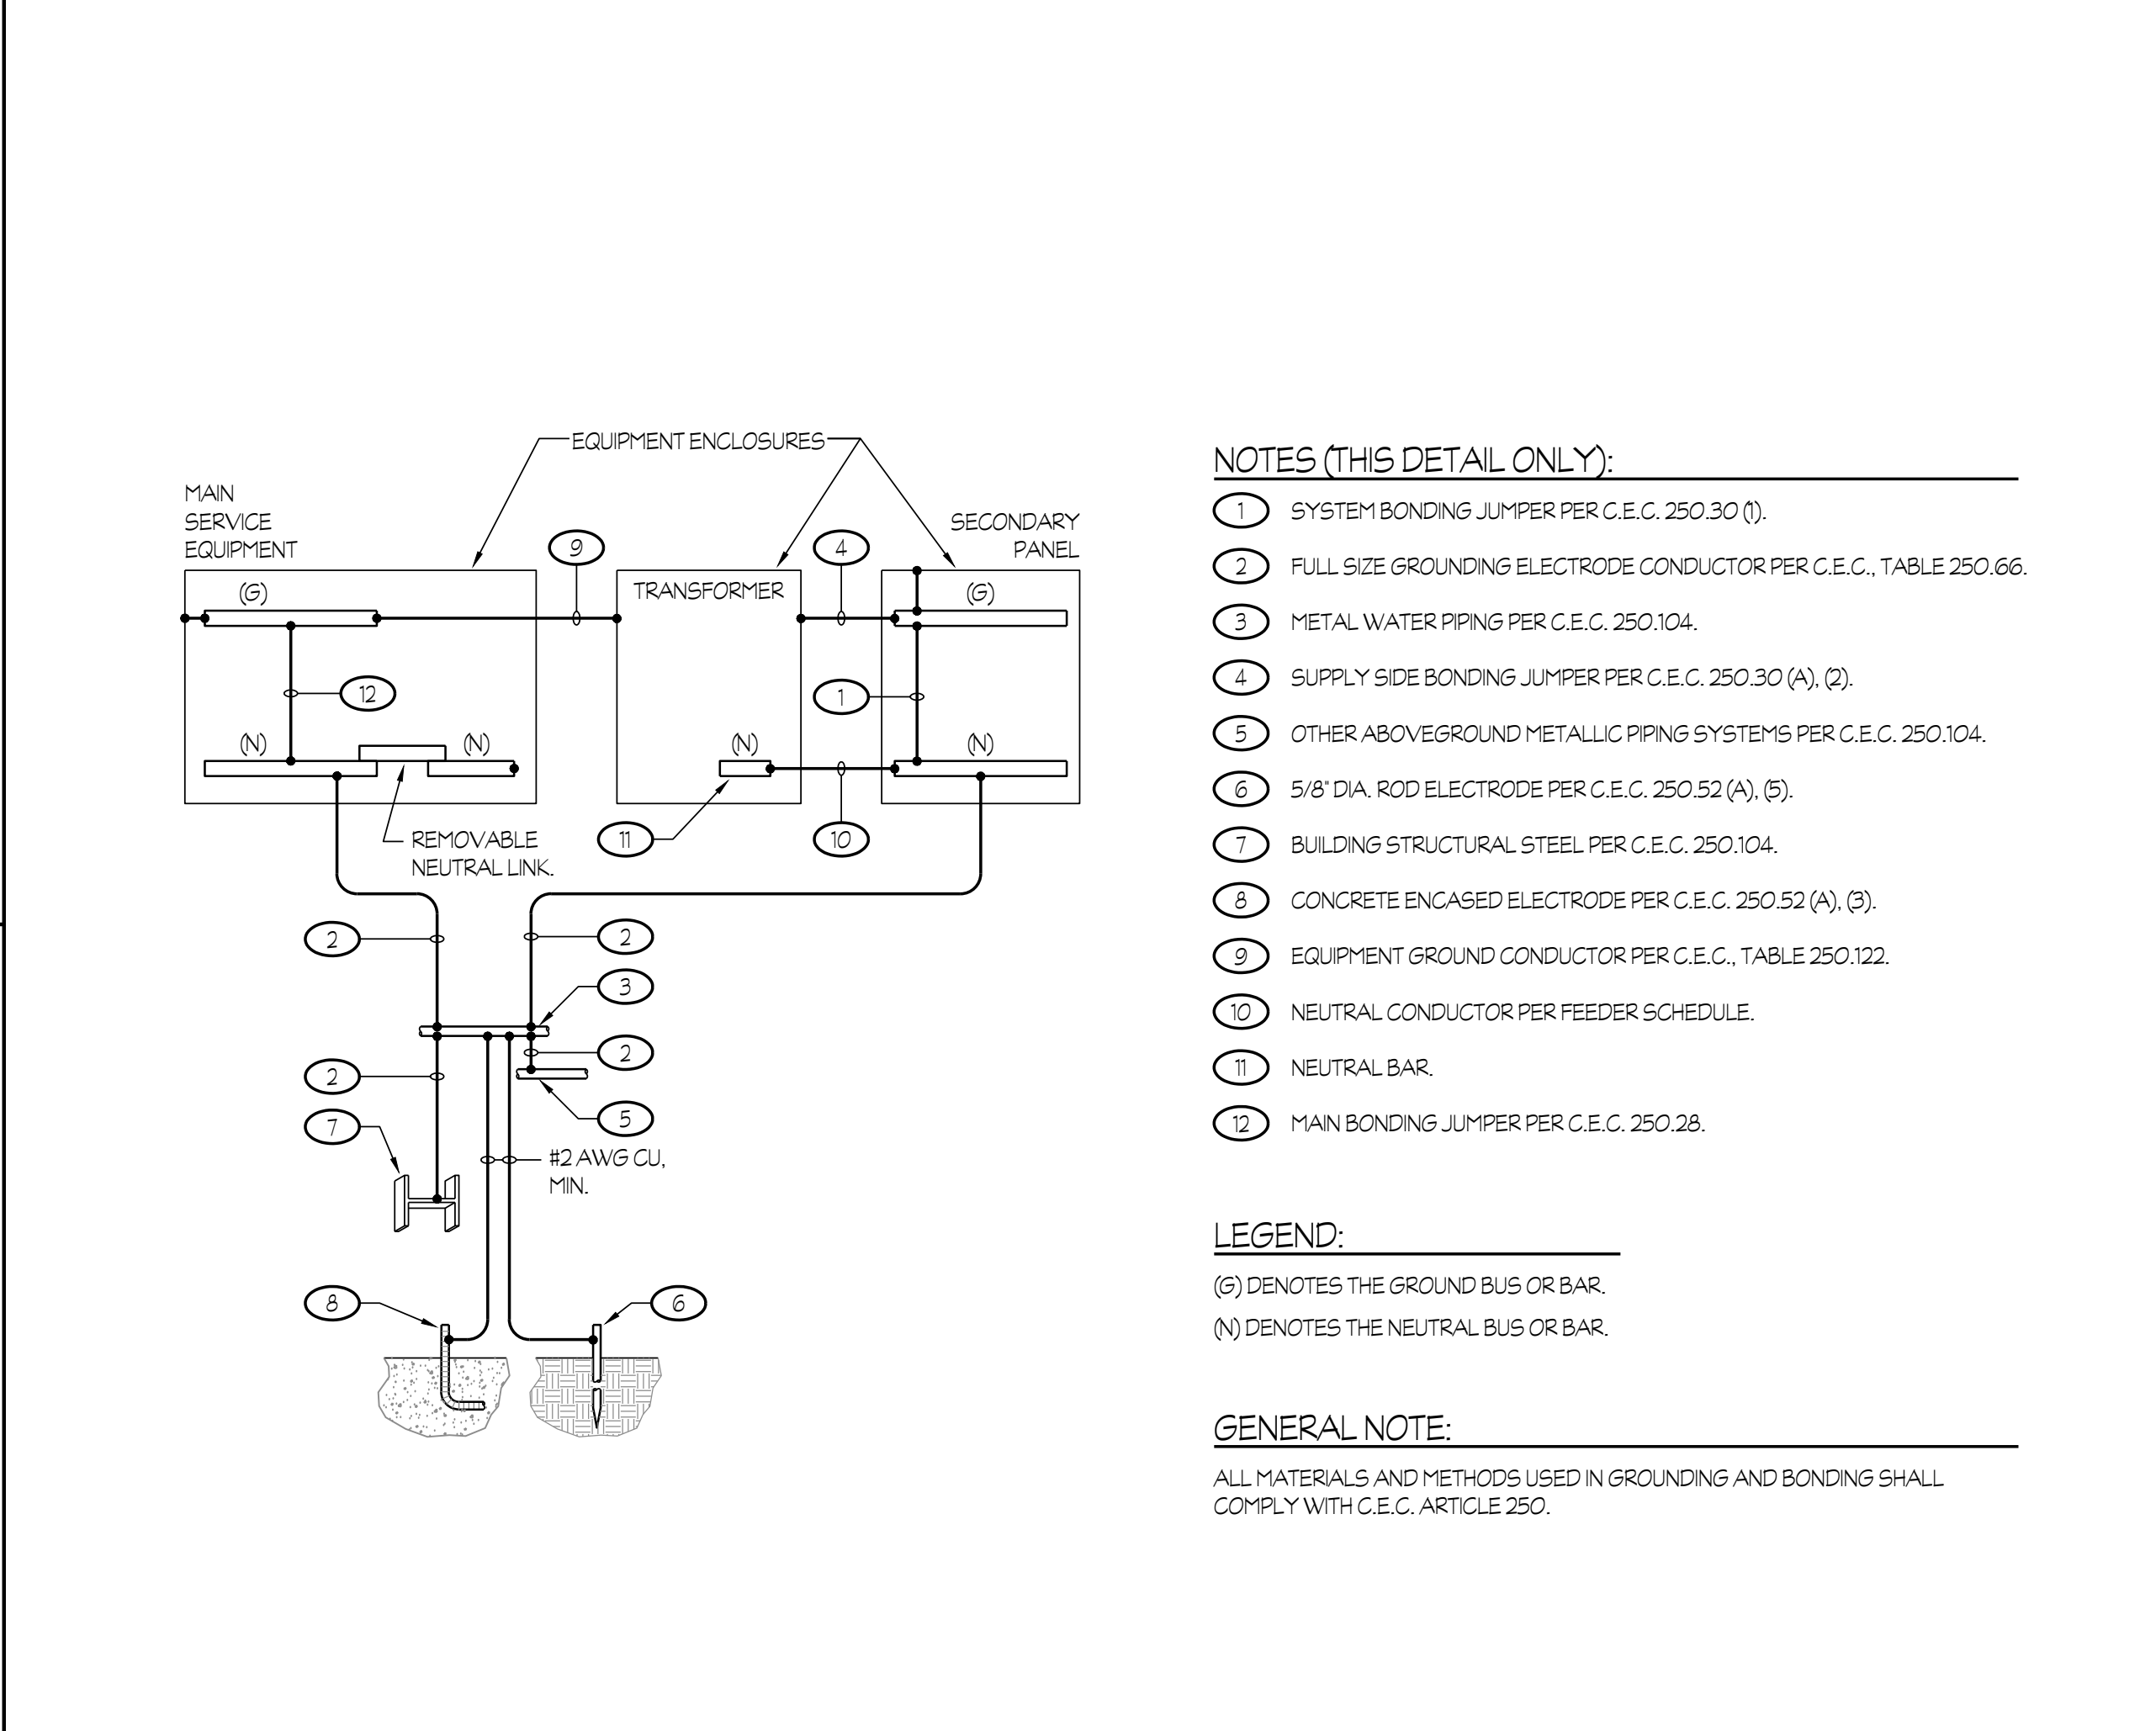 EQUIPMENT ENCLOSURES
MAIN
SERVICE
EQUIPMENT
SECONDARY
PANEL
9
4
(G)
TRANSFORMER
(G)
12
1
(N)
(N)
(N)
(N)
REMOVABLE
NEUTRAL LINK.
11
10
2
2
3
2
2
5
7
#2 AWG CU,
MIN.
8
6
NOTES (THIS DETAIL ONLY):
1 SYSTEM BONDING JUMPER PER C.E.C. 250.30 (1).
2 FULL SIZE GROUNDING ELECTRODE CONDUCTOR PER C.E.C., TABLE 250.66.
3 METAL WATER PIPING PER C.E.C. 250.104.
4 SUPPLY SIDE BONDING JUMPER PER C.E.C. 250.30 (A), (2).
5 OTHER ABOVEGROUND METALLIC PIPING SYSTEMS PER C.E.C. 250.104.
6 5/8" DIA. ROD ELECTRODE PER C.E.C. 250.52 (A), (5).
7 BUILDING STRUCTURAL STEEL PER C.E.C. 250.104.
8 CONCRETE ENCASED ELECTRODE PER C.E.C. 250.52 (A), (3).
9 EQUIPMENT GROUND CONDUCTOR PER C.E.C., TABLE 250.122.
10 NEUTRAL CONDUCTOR PER FEEDER SCHEDULE.
11 NEUTRAL BAR.
12 MAIN BONDING JUMPER PER C.E.C. 250.28.
LEGEND:
(G) DENOTES THE GROUND BUS OR BAR.
(N) DENOTES THE NEUTRAL BUS OR BAR.
GENERAL NOTE:
ALL MATERIALS AND METHODS USED IN GROUNDING AND BONDING SHALL
COMPLY WITH C.E.C. ARTICLE 250.